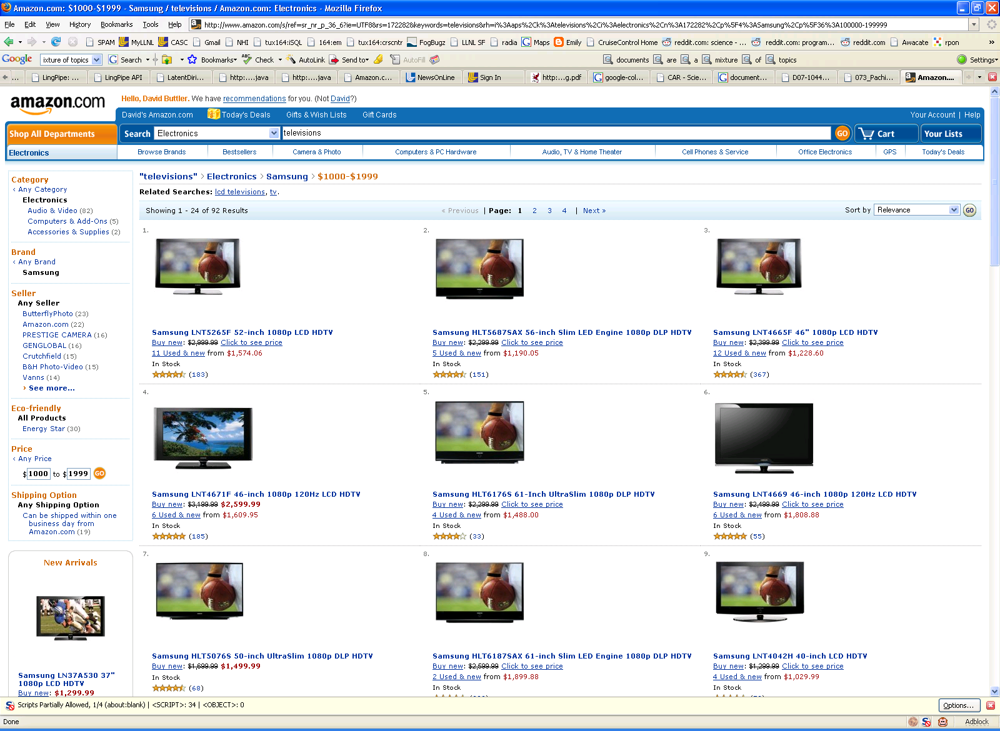 Amazon.com: $1000-$1999 - Samsung / televisions / Amazon.com: Electronics - Mozilla Firefox
File Edit View History Bookmarks Tools Help http://www.amazon.com/s/ref=sr_nr_p_36_6?ie=UTF8&rs=172282&keywords=televisions&rh=i%3Aaps%2Ck%3Atelevisions%2Ci%3Aelectronics%2Cn%3A172282%2Cp%5F4%3ASamsung%2Cp%5F36%3A100000-199999
SPAM MyLLNL CASC Gmail NHI tux164:iSQL 164:em tux164:crscntr FogBugz LLNL SF radia Maps Emily CruiseControl Home reddit.com: science - ... reddit.com: program... reddit.com Awacate rpon »
Google ixture of topics Search Bookmarks Check AutoLink Send to AutoFill documents are a mixture of topics Settings
... LingPipe: ... LingPipe API LatentDiri... http:....java http:....java Amazon.c... NewsOnLine Sign In http:...g.pdf google-col... CAR - Scie... document... D07-1044... 073_Pachi... Amazon....
amazon.com Hello, David Buttler. We have recommendations for you. (Not David?)
David's Amazon.com Today's Deals Gifts & Wish Lists Gift Cards Your Account | Help
Shop All Departments Search Electronics televisions GO Cart Your Lists
Electronics Browse Brands Bestsellers Camera & Photo Computers & PC Hardware Audio, TV & Home Theater Cell Phones & Service Office Electronics GPS Today's Deals
Category
‹ Any Category
Electronics
Audio & Video (82)
Computers & Add-Ons (5)
Accessories & Supplies (2)
Brand
‹ Any Brand
Samsung
Seller
Any Seller
ButterflyPhoto (23)
Amazon.com (22)
PRESTIGE CAMERA (16)
GENGLOBAL (16)
Crutchfield (15)
B&H Photo-Video (15)
Vanns (14)
› See more...
Eco-friendly
All Products
Energy Star (30)
Price
‹ Any Price
$ 1000 to $ 1999 GO
Shipping Option
Any Shipping Option
Can be shipped within one
business day from
Amazon.com (19)
New Arrivals
Samsung LN37A530 37"
1080p LCD HDTV
Buy new: $1,299.99
"televisions" › Electronics › Samsung › $1000-$1999
Related Searches: lcd televisions, tv.
Showing 1 - 24 of 92 Results « Previous | Page: 1 2 3 4 | Next » Sort by Relevance GO
1.
Samsung LNT5265F 52-inch 1080p LCD HDTV
Buy new: $2,999.99 Click to see price
11 Used & new from $1,574.06
In Stock
(183)
2.
Samsung HLT5687SAX 56-inch Slim LED Engine 1080p DLP HDTV
Buy new: $2,299.99 Click to see price
5 Used & new from $1,190.05
In Stock
(151)
3.
Samsung LNT4665F 46" 1080p LCD HDTV
Buy new: $2,399.99 Click to see price
12 Used & new from $1,228.60
In Stock
(367)
4.
Samsung LNT4671F 46-inch 1080p 120Hz LCD HDTV
Buy new: $3,199.99 $2,599.99
6 Used & new from $1,609.95
In Stock
(185)
5.
Samsung HLT6176S 61-Inch UltraSlim 1080p DLP HDTV
Buy new: $2,299.99 Click to see price
4 Used & new from $1,488.00
In Stock
(33)
6.
Samsung LNT4669 46-inch 1080p 120Hz LCD HDTV
Buy new: $2,499.99 Click to see price
6 Used & new from $1,808.88
In Stock
(55)
7.
Samsung HLT5076S 50-inch UltraSlim 1080p DLP HDTV
Buy new: $1,699.99 $1,499.99
In Stock
(68)
8.
Samsung HLT6187SAX 61-inch Slim LED Engine 1080p DLP HDTV
Buy new: $2,599.99 Click to see price
2 Used & new from $1,899.88
In Stock
9.
Samsung LNT4042H 40-inch LCD HDTV
Buy new: $1,299.99 Click to see price
4 Used & new from $1,029.99
In Stock
Scripts Partially Allowed, 1/4 (about:blank) | <SCRIPT>: 34 | <OBJECT>: 0 Options...
Done Adblock